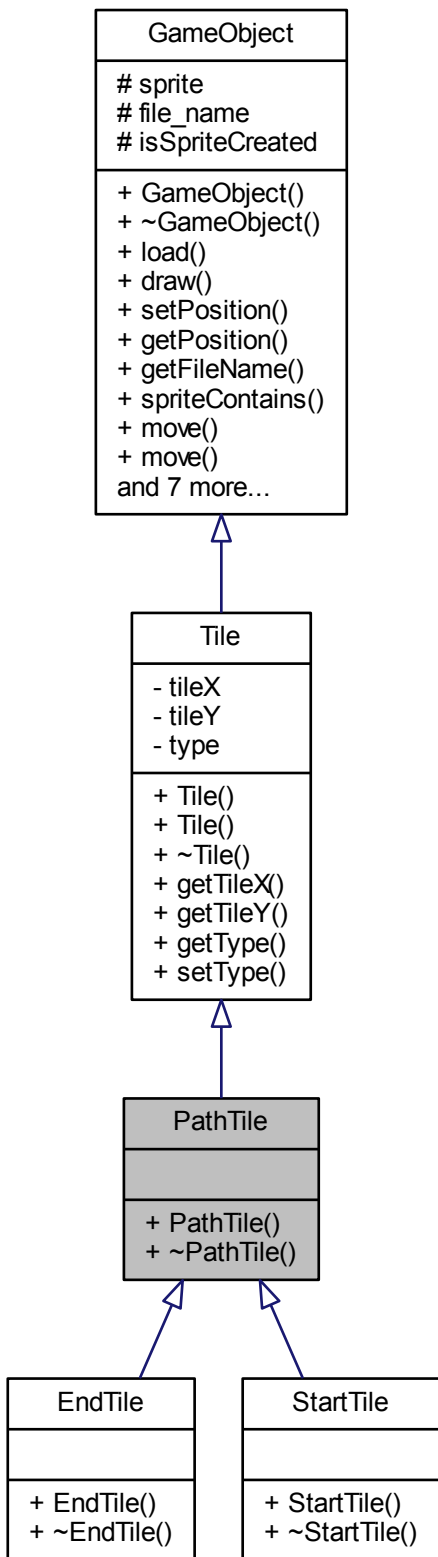 GameObject
# sprite
# file_name
# isSpriteCreated
+ GameObject()
+ ~GameObject()
+ load()
+ draw()
+ setPosition()
+ getPosition()
+ getFileName()
+ spriteContains()
+ move()
+ move()
and 7 more...
Tile
- tileX
- tileY
- type
+ Tile()
+ Tile()
+ ~Tile()
+ getTileX()
+ getTileY()
+ getType()
+ setType()
PathTile
+ PathTile()
+ ~PathTile()
EndTile
+ EndTile()
+ ~EndTile()
StartTile
+ StartTile()
+ ~StartTile()